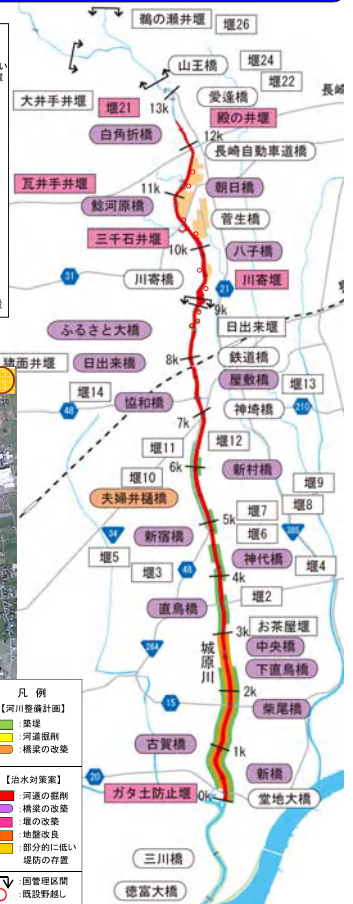 鵜の瀬井堰
堰26
山王橋
堰24
堰22
大井手井堰
堰21
13k
愛逢橋
殿の井堰
白角折橋
12k
長崎自動車道橋
瓦井手井堰
11k
朝日橋
鯰河原橋
菅生橋
三千石井堰
10k
八子橋
31
川寄橋
21
川寄堰
9k
ふるさと大橋
日出来堰
猪面井堰
日出来橋
8k
鉄道橋
屋敷橋
堰13
堰14
48
協和橋
7k
神埼橋
210
堰11
堰12
堰10
6k
新村橋
堰9
夫婦井樋橋
堰8
5k
堰7
34
新宿橋
堰6
385
堰5
堰3
48
4k
神代橋
堰4
直鳥橋
堰2
3k
お茶屋堰
264
城原川
中央橋
下直鳥橋
2k
15
柴尾橋
古賀橋
1k
20
新橋
ガタ土防止堰
0k
堂地大橋
三川橋
徳富大橋
凡 例
【河川整備計画】
:築堤
:河道掘削
:橋梁の改築
【治水対策案】
:河道の掘削
:橋梁の改築
:堰の改築
:地盤改良
:部分的に低い
堤防の存置
:国管理区間
:既設野越し